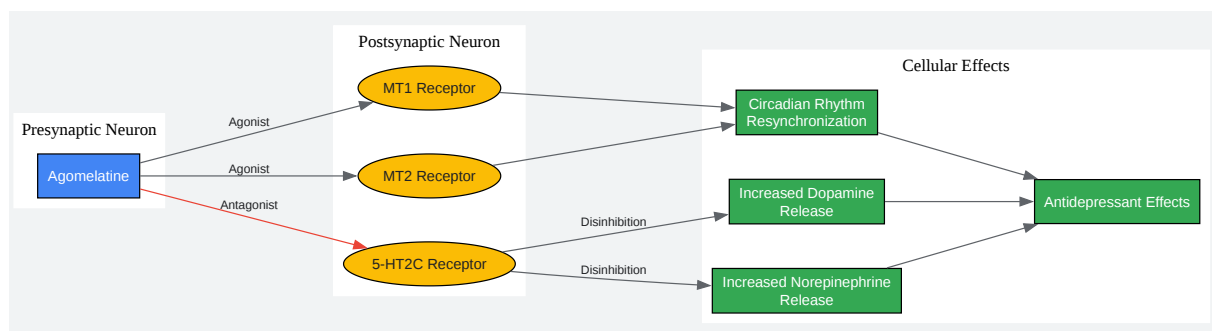 Postsynaptic Neuron
Cellular Effects
Presynaptic Neuron
Agomelatine
Agonist
Agonist
Antagonist
MT1 Receptor
MT2 Receptor
5-HT2C Receptor
Disinhibition
Disinhibition
Circadian Rhythm
Resynchronization
Increased Dopamine
Release
Increased Norepinephrine
Release
Antidepressant Effects